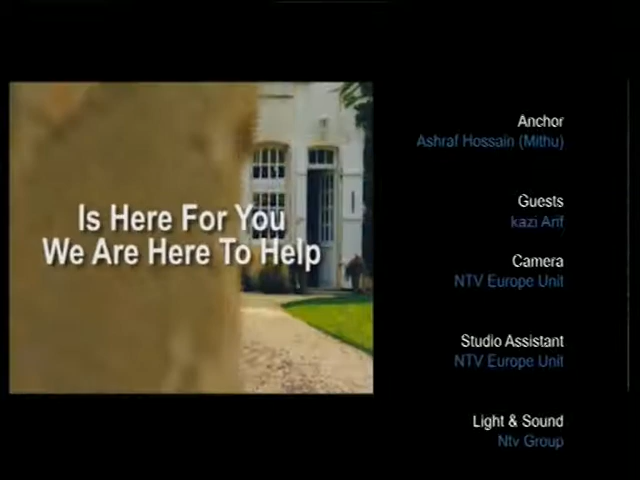 Is Here For You
We Are Here To Help
Anchor
Ashraf Hossain (Mithu)
Guests
kazi Arif
Camera
NTV Europe Unit
Studio Assistant
NTV Europe Unit
Light & Sound
Ntv Group